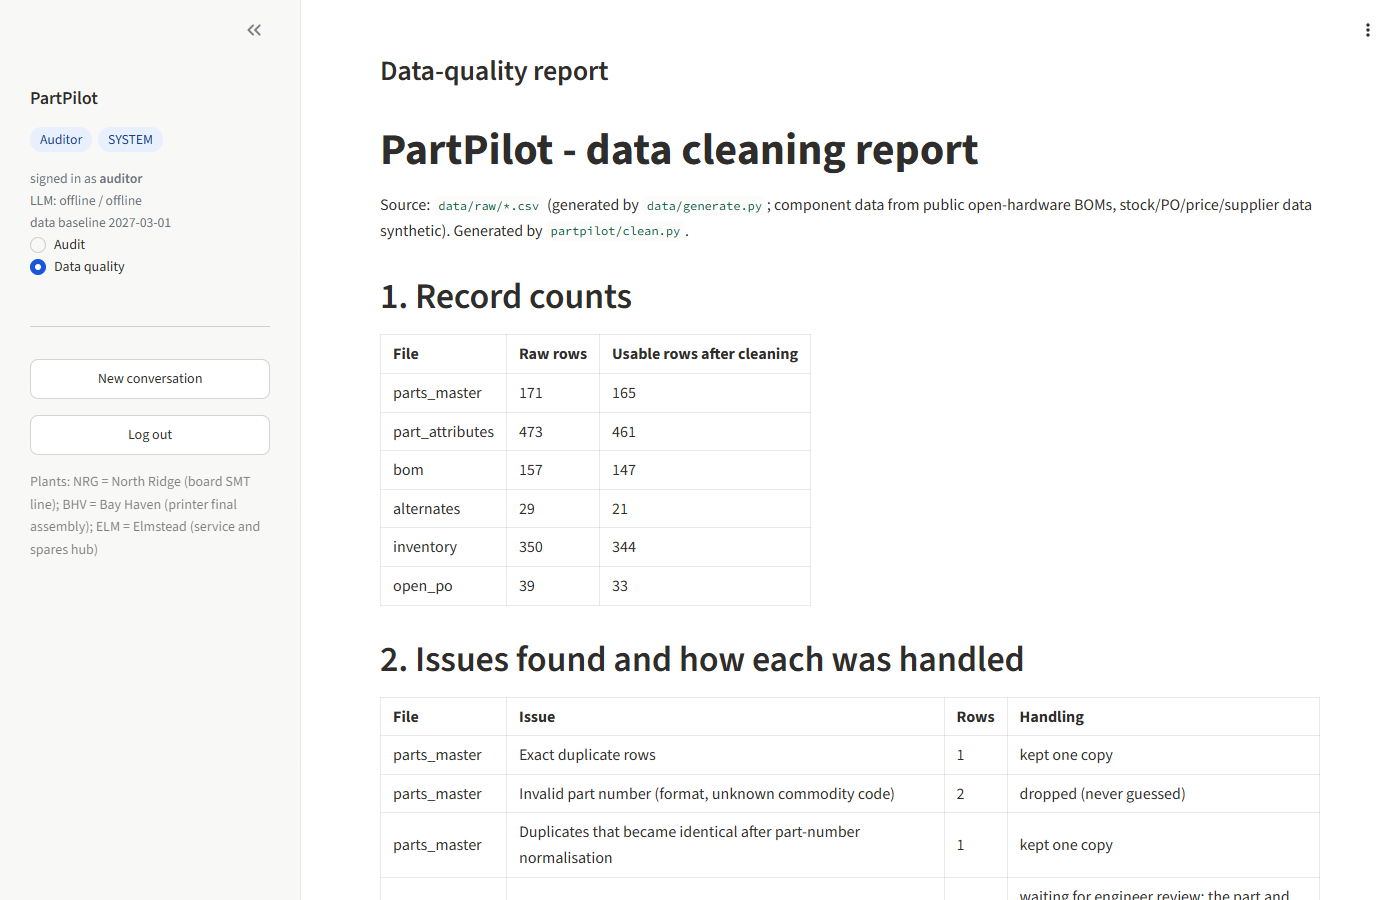 PartPilot
Auditor SYSTEM
signed in as auditor
LLM: offline / offline
data baseline 2027-03-01
Audit
Data quality
New conversation
Log out
Plants: NRG = North Ridge (board SMT
line); BHV = Bay Haven (printer final
assembly); ELM = Elmstead (service and
spares hub)
Data-quality report
PartPilot - data cleaning report
Source: data/raw/*.csv (generated by data/generate.py ; component data from public open-hardware BOMs, stock/PO/price/supplier data
synthetic). Generated by partpilot/clean.py .
1. Record counts
File Raw rows Usable rows after cleaning
parts_master 171 165
part_attributes 473 461
bom 157 147
alternates 29 21
inventory 350 344
open_po 39 33
2. Issues found and how each was handled
File Issue Rows Handling
parts_master Exact duplicate rows 1 kept one copy
parts_master Invalid part number (format, unknown commodity code) 2 dropped (never guessed)
parts_master Duplicates that became identical after part-number
normalisation 1 kept one copy
waiting for engineer review; the part and